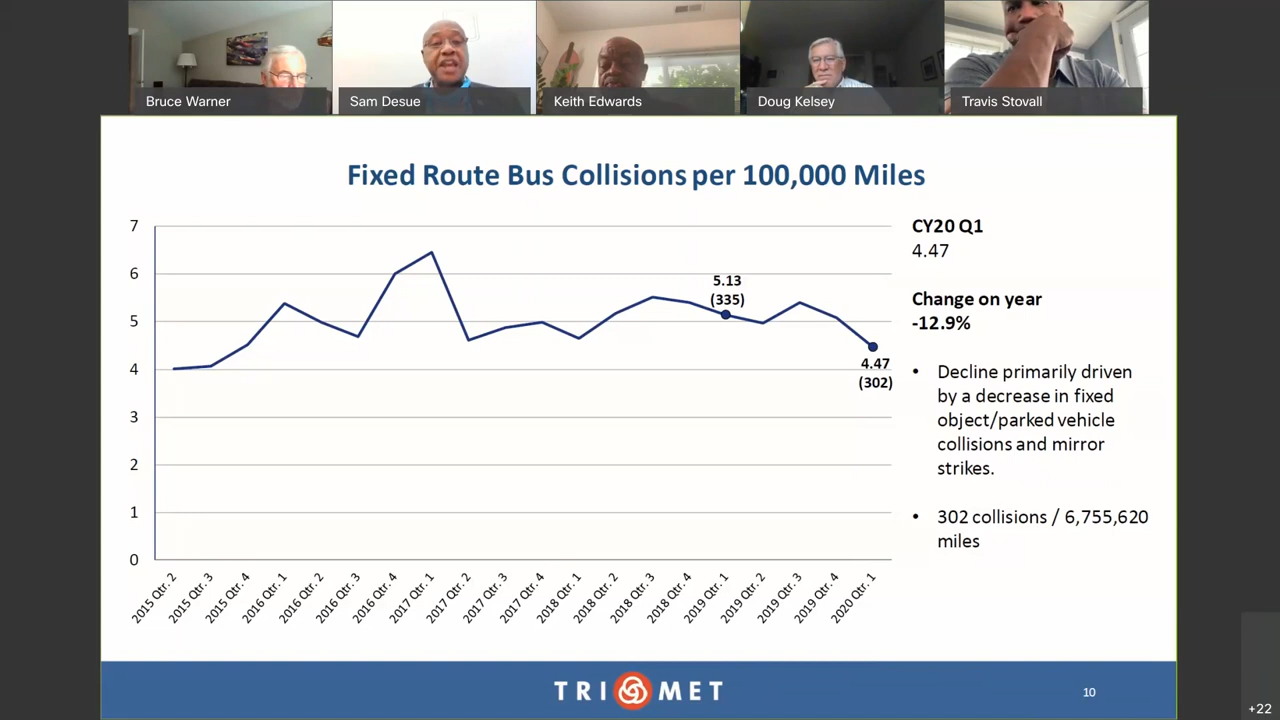 Bruce Warner
Sam Desue
Keith Edwards
Doug Kelsey
Travis Stovall
Fixed Route Bus Collisions per 100,000 Miles
7
6
5
4
3
2
1
0
5.13
(335)
4.47
(302)
2015 Qtr. 2
2015 Qtr. 3
2015 Qtr. 4
2016 Qtr. 1
2016 Qtr. 2
2016 Qtr. 3
2016 Qtr. 4
2017 Qtr. 1
2017 Qtr. 2
2017 Qtr. 3
2017 Qtr. 4
2018 Qtr. 1
2018 Qtr. 2
2018 Qtr. 3
2018 Qtr. 4
2019 Qtr. 1
2019 Qtr. 2
2019 Qtr. 3
2019 Qtr. 4
2020 Qtr. 1
CY20 Q1
4.47
Change on year
-12.9%
• Decline primarily driven
by a decrease in fixed
object/parked vehicle
collisions and mirror
strikes.
• 302 collisions / 6,755,620
miles
TRI MET
10
+22